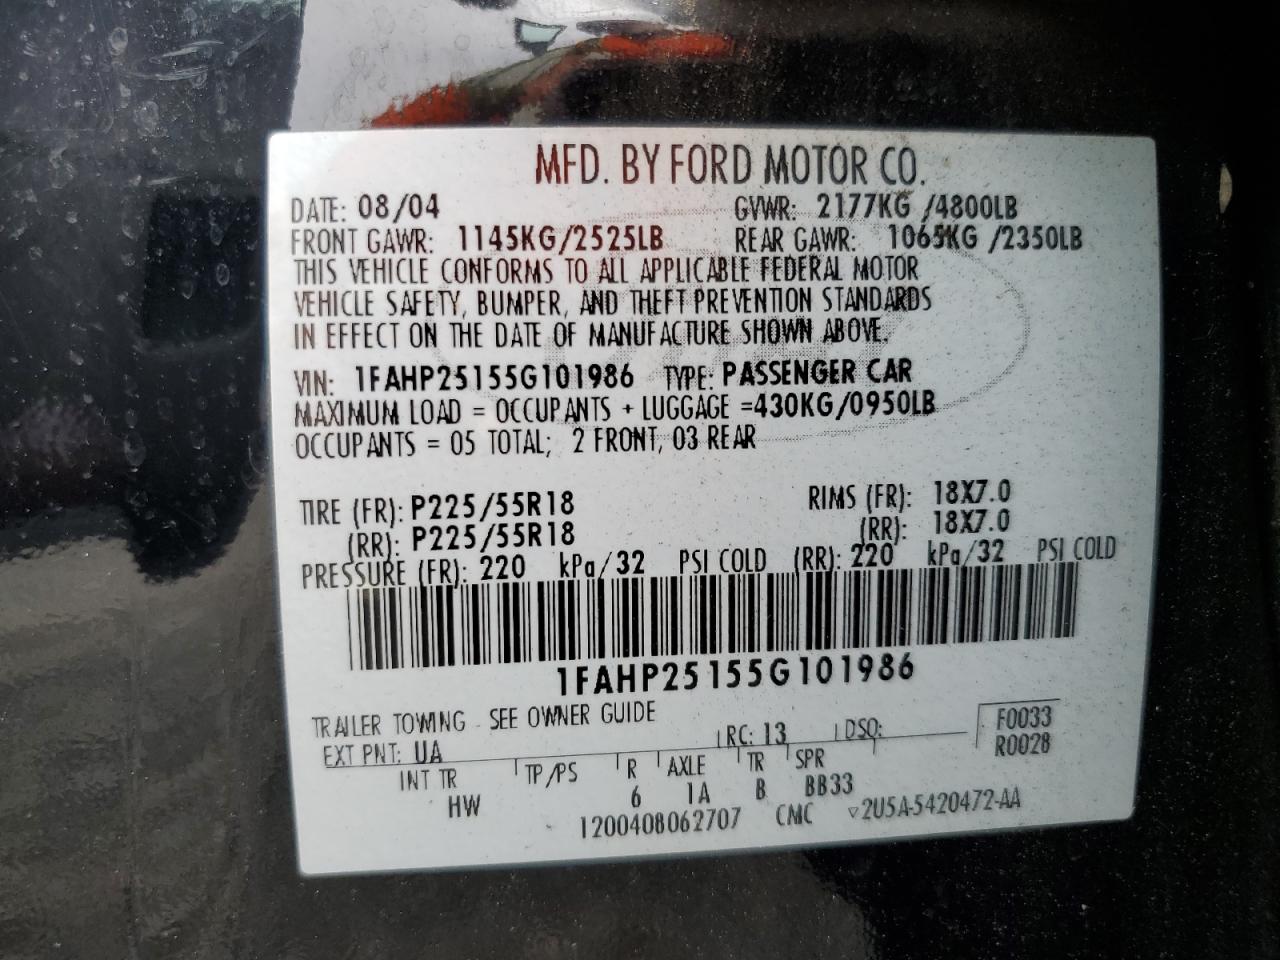 MFD. BY FORD MOTOR CO.
DATE: 08/04 GVWR: 2177KG /4800LB
FRONT GAWR: 1145KG/2525LB REAR GAWR: 1065KG /2350LB
THIS VEHICLE CONFORMS TO ALL APPLICABLE FEDERAL MOTOR
VEHICLE SAFETY, BUMPER, AND THEFT PREVENTION STANDARDS
IN EFFECT ON THE DATE OF MANUFACTURE SHOWN ABOVE.
VIN: 1FAHP25155G101986 TYPE: PASSENGER CAR
MAXIMUM LOAD = OCCUPANTS + LUGGAGE =430KG/0950LB
OCCUPANTS = 05 TOTAL; 2 FRONT, 03 REAR
TIRE (FR): P225/55R18 RIMS (FR): 18X7.0
(RR): P225/55R18 (RR): 18X7.0
PRESSURE (FR): 220 kPa/32 PSI COLD (RR): 220 kPa/32 PSI COLD
1FAHP25155G101986
TRAILER TOWING - SEE OWNER GUIDE
EXT PNT: UA RC: 13 DSO: F0033
R0028
INT TR TP/PS R AXLE TR SPR
HW 6 1A B BB33
1200408062707 CMC ▽2U5A-5420472-AA